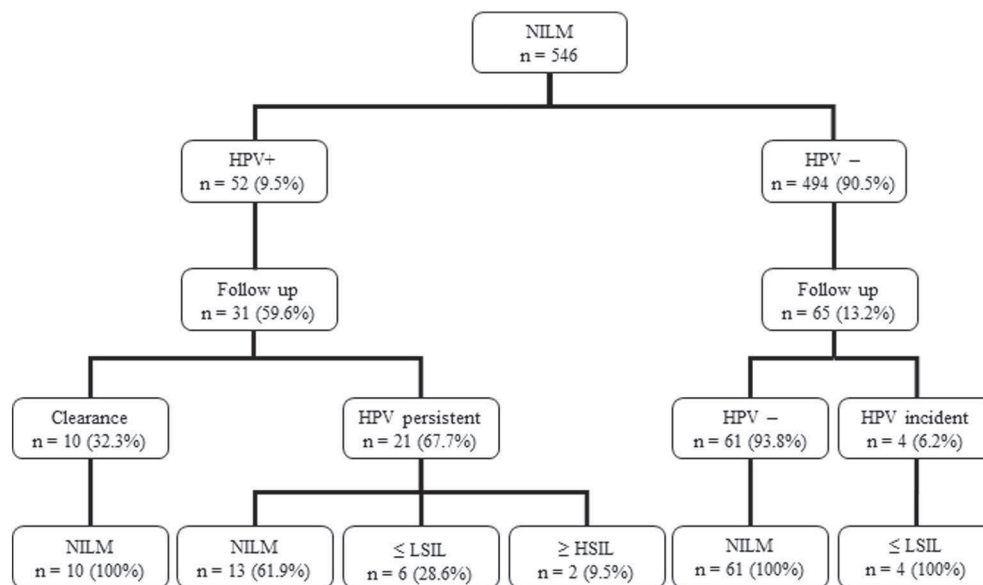 NILM
n = 546
HPV+
n = 52 (9.5%)
HPV –
n = 494 (90.5%)
Follow up
n = 31 (59.6%)
Follow up
n = 65 (13.2%)
Clearance
n = 10 (32.3%)
HPV persistent
n = 21 (67.7%)
HPV –
n = 61 (93.8%)
HPV incident
n = 4 (6.2%)
NILM
n = 10 (100%)
NILM
n = 13 (61.9%)
≤ LSIL
n = 6 (28.6%)
≥ HSIL
n = 2 (9.5%)
NILM
n = 61 (100%)
≤ LSIL
n = 4 (100%)